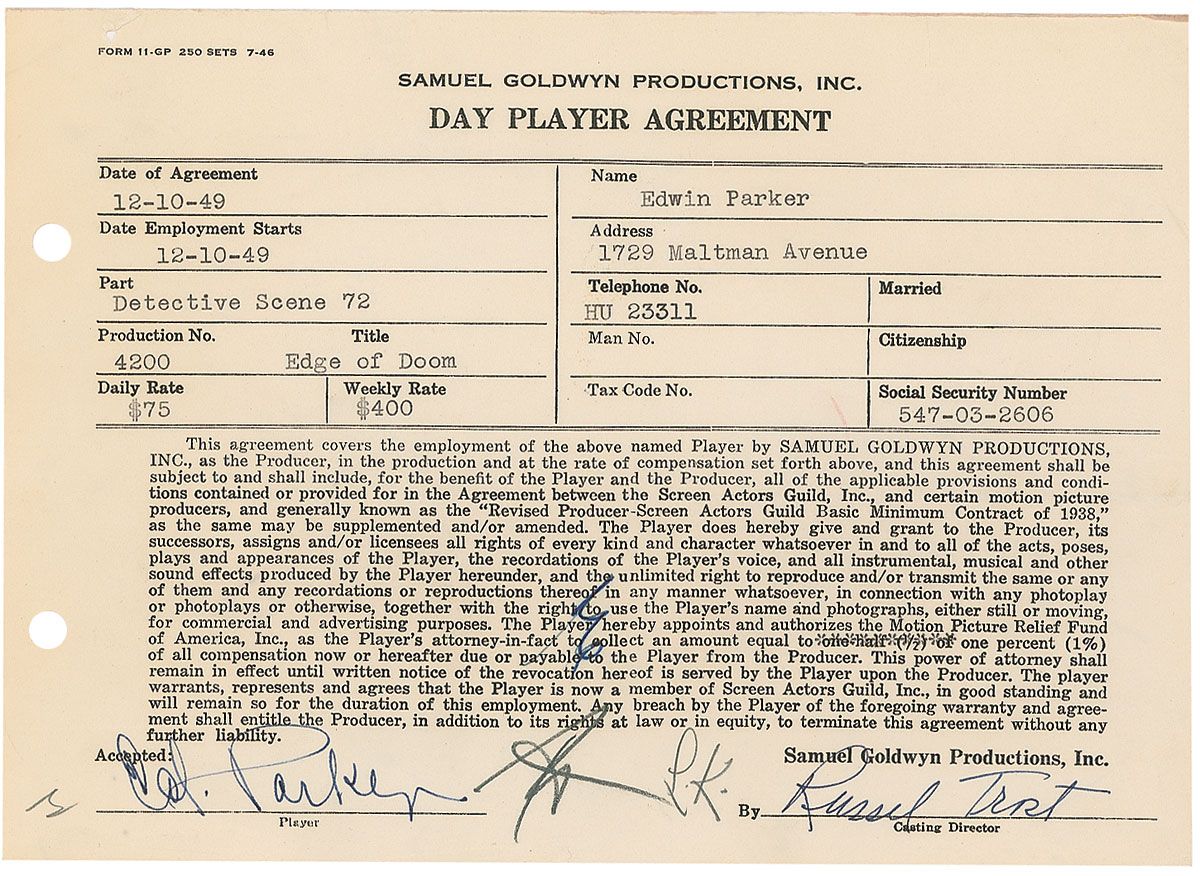 FORM 11-GP 250 SETS 7-46
SAMUEL GOLDWYN PRODUCTIONS, INC.
DAY PLAYER AGREEMENT
Date of Agreement
12-10-49
Date Employment Starts
12-10-49
Part
Detective Scene 72
Production No. Title
4200 Edge of Doom
Daily Rate Weekly Rate
$75 $400
Name
Edwin Parker
Address
1729 Maltman Avenue
Telephone No. Married
HU 23311
Man No. Citizenship
Tax Code No. Social Security Number
547-03-2606
This agreement covers the employment of the above named Player by SAMUEL GOLDWYN PRODUCTIONS,
INC., as the Producer, in the production and at the rate of compensation set forth above, and this agreement shall be
subject to and shall include, for the benefit of the Player and the Producer, all of the applicable provisions and condi-
tions contained or provided for in the Agreement between the Screen Actors Guild, Inc., and certain motion picture
producers, and generally known as the "Revised Producer-Screen Actors Guild Basic Minimum Contract of 1938,"
as the same may be supplemented and/or amended. The Player does hereby give and grant to the Producer, its
successors, assigns and/or licensees all rights of every kind and character whatsoever in and to all of the acts, poses,
plays and appearances of the Player, the recordations of the Player's voice, and all instrumental, musical and other
sound effects produced by the Player hereunder, and the unlimited right to reproduce and/or transmit the same or any
of them and any recordations or reproductions thereof in any manner whatsoever, in connection with any photoplay
or photoplays or otherwise, together with the right to use the Player's name and photographs, either still or moving,
for commercial and advertising purposes. The Player hereby appoints and authorizes the Motion Picture Relief Fund
of America, Inc., as the Player's attorney-in-fact to collect an amount equal to one-half (½) of one percent (1%)
of all compensation now or hereafter due or payable to the Player from the Producer. This power of attorney shall
remain in effect until written notice of the revocation hereof is served by the Player upon the Producer. The player
warrants, represents and agrees that the Player is now a member of Screen Actors Guild, Inc., in good standing and
will remain so for the duration of this employment. Any breach by the Player of the foregoing warranty and agree-
ment shall entitle the Producer, in addition to its rights at law or in equity, to terminate this agreement without any
further liability.
Accepted: Samuel Goldwyn Productions, Inc.
Ed. Parker L.K. By Russel Trost
Player Casting Director